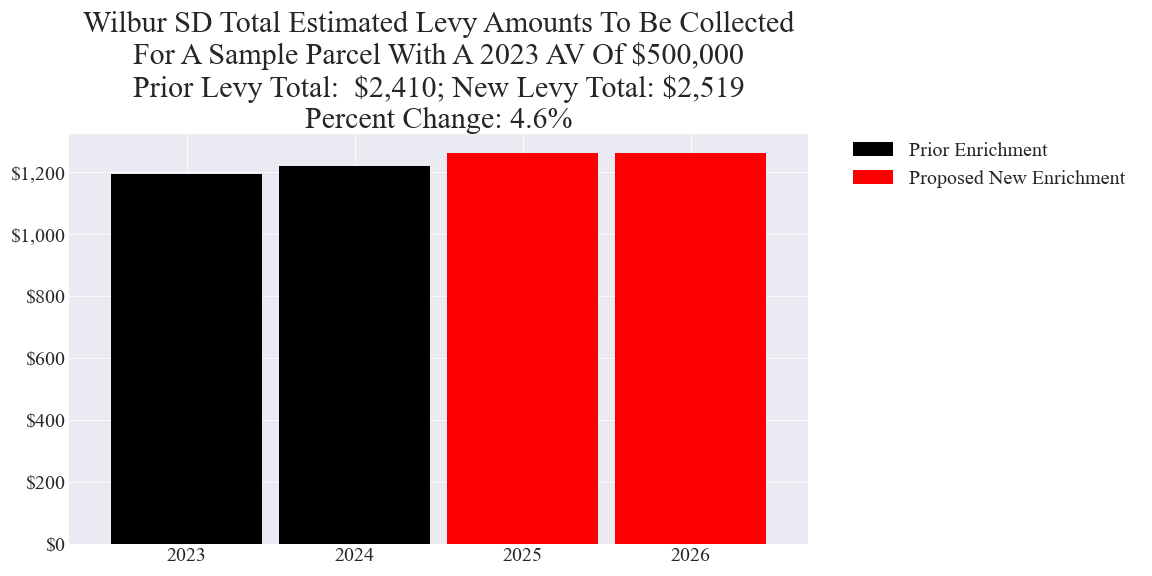 Wilbur SD Total Estimated Levy Amounts To Be Collected
For A Sample Parcel With A 2023 AV Of $500,000
Prior Levy Total:  $2,410; New Levy Total: $2,519
Percent Change: 4.6%
Prior Enrichment
Proposed New Enrichment
$1,200
$1,000
$800
$600
$400
$200
$0
2023 2024 2025 2026